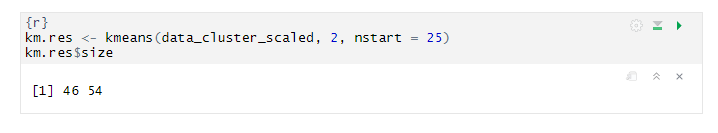 {r}
km.res <- kmeans(data_cluster_scaled, 2, nstart = 25)
km.res$size
[1] 46 54